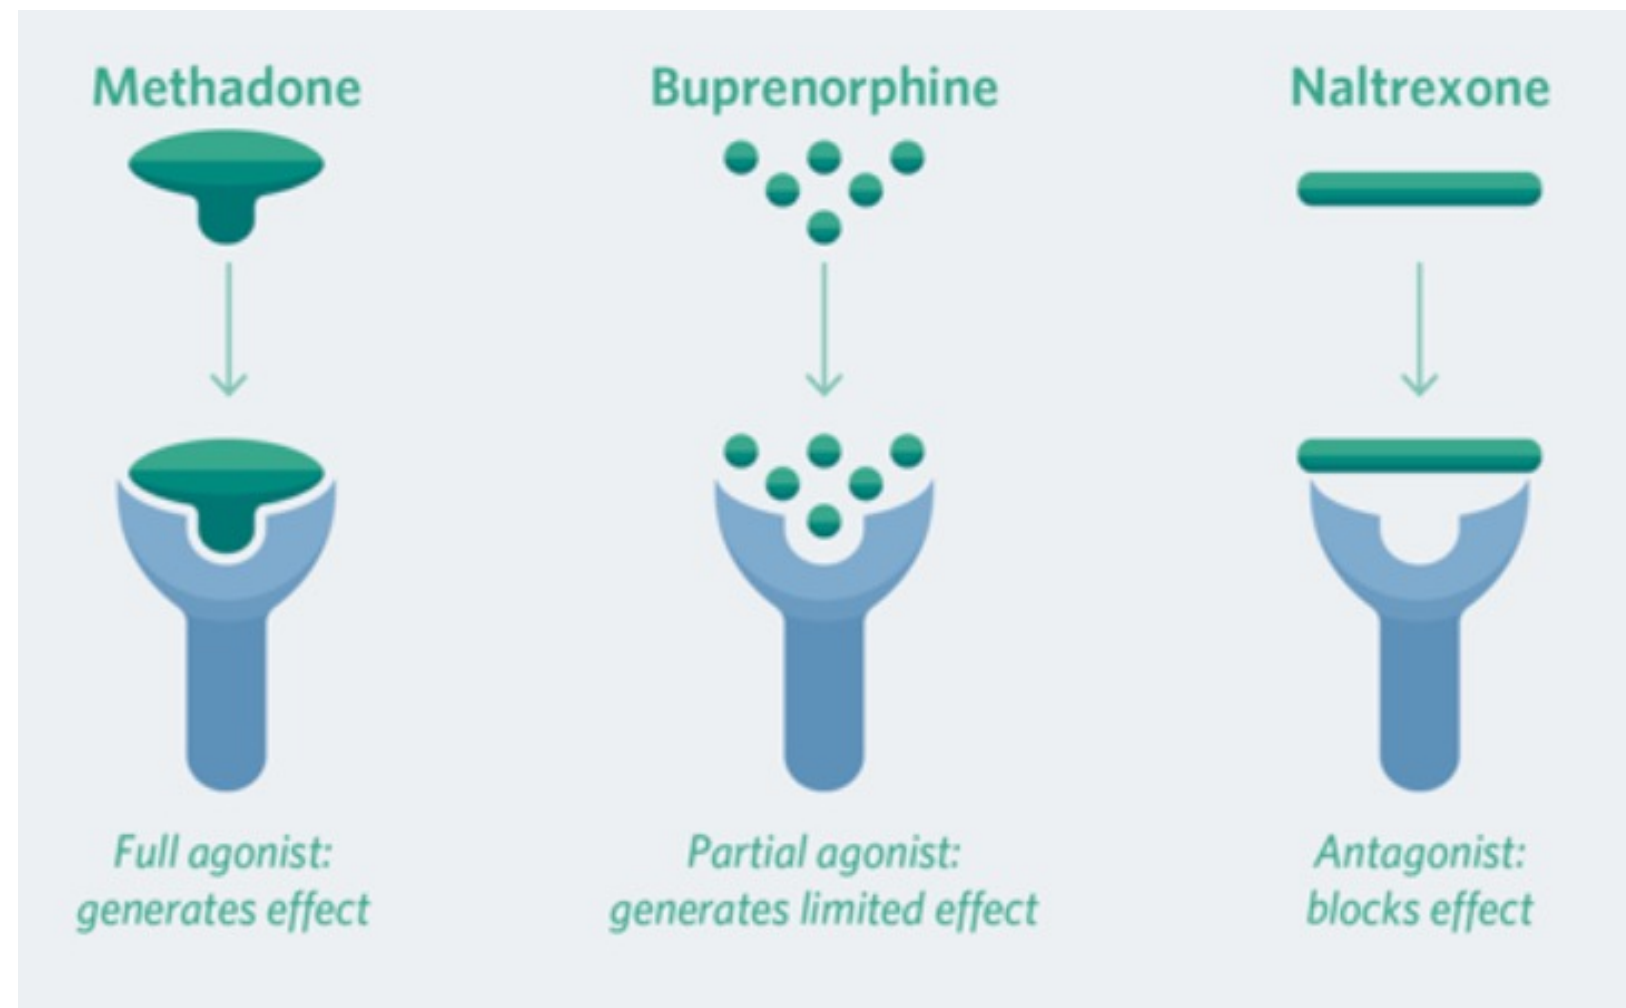 Methadone
Buprenorphine
Naltrexone
Full agonist:
generates effect
Partial agonist:
generates limited effect
Antagonist:
blocks effect